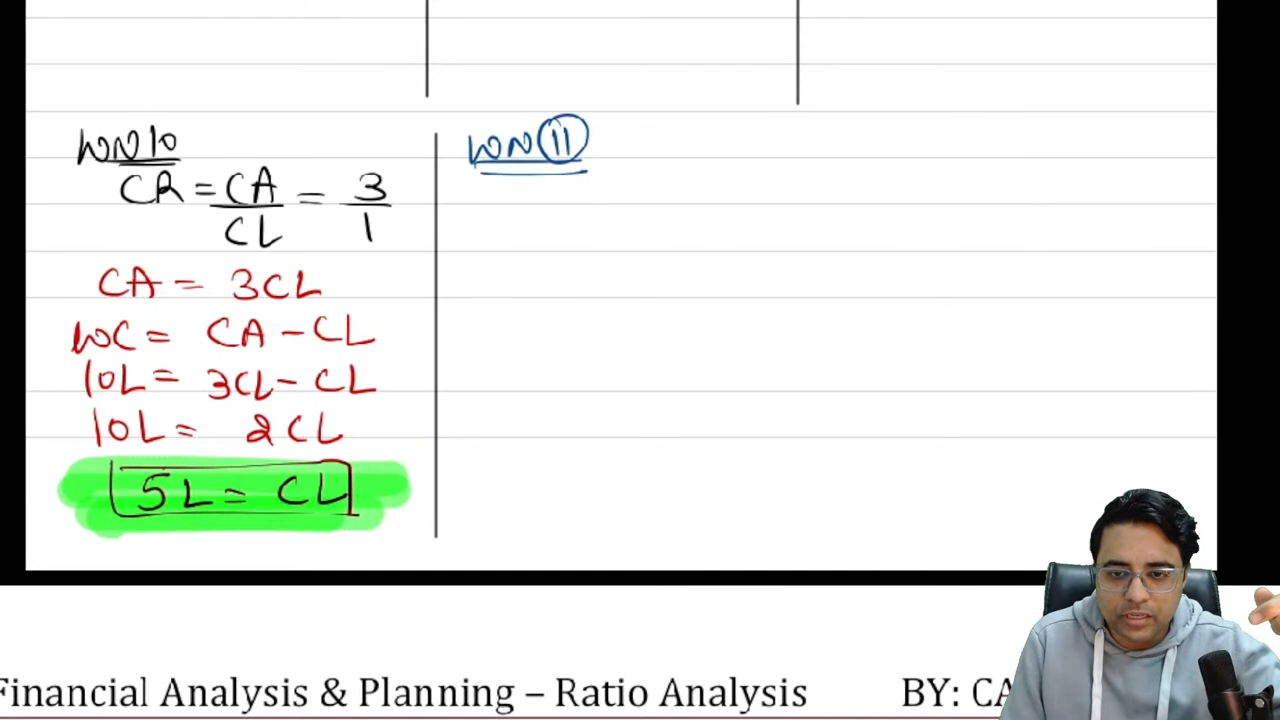 WN 10
CR = CA/CL = 3/1
CA = 3CL
WC = CA - CL
10L = 3CL - CL
10L = 2CL
5L = CL
WN 11
Financial Analysis & Planning – Ratio Analysis
BY: CA